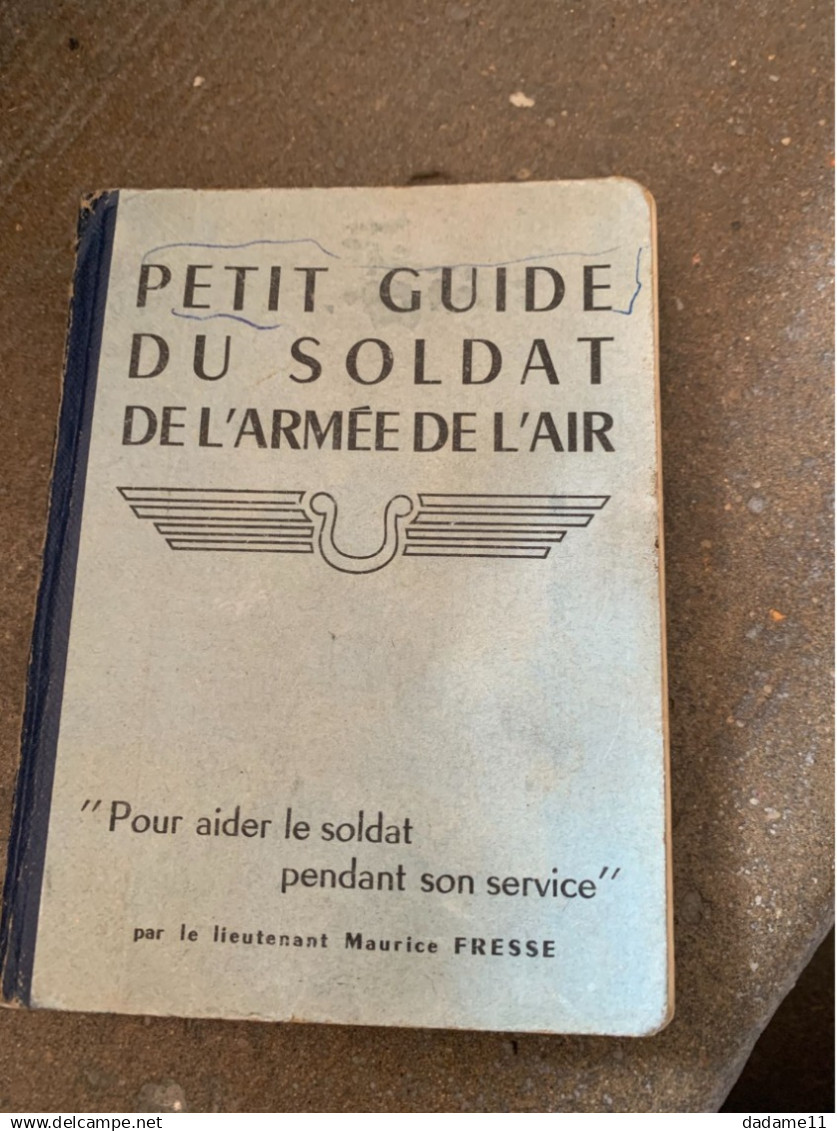 PETIT GUIDE
DU SOLDAT
DE L'ARMÉE DE L'AIR
"Pour aider le soldat
pendant son service"
par le lieutenant Maurice FRESSE
delcampe.net
dadame11